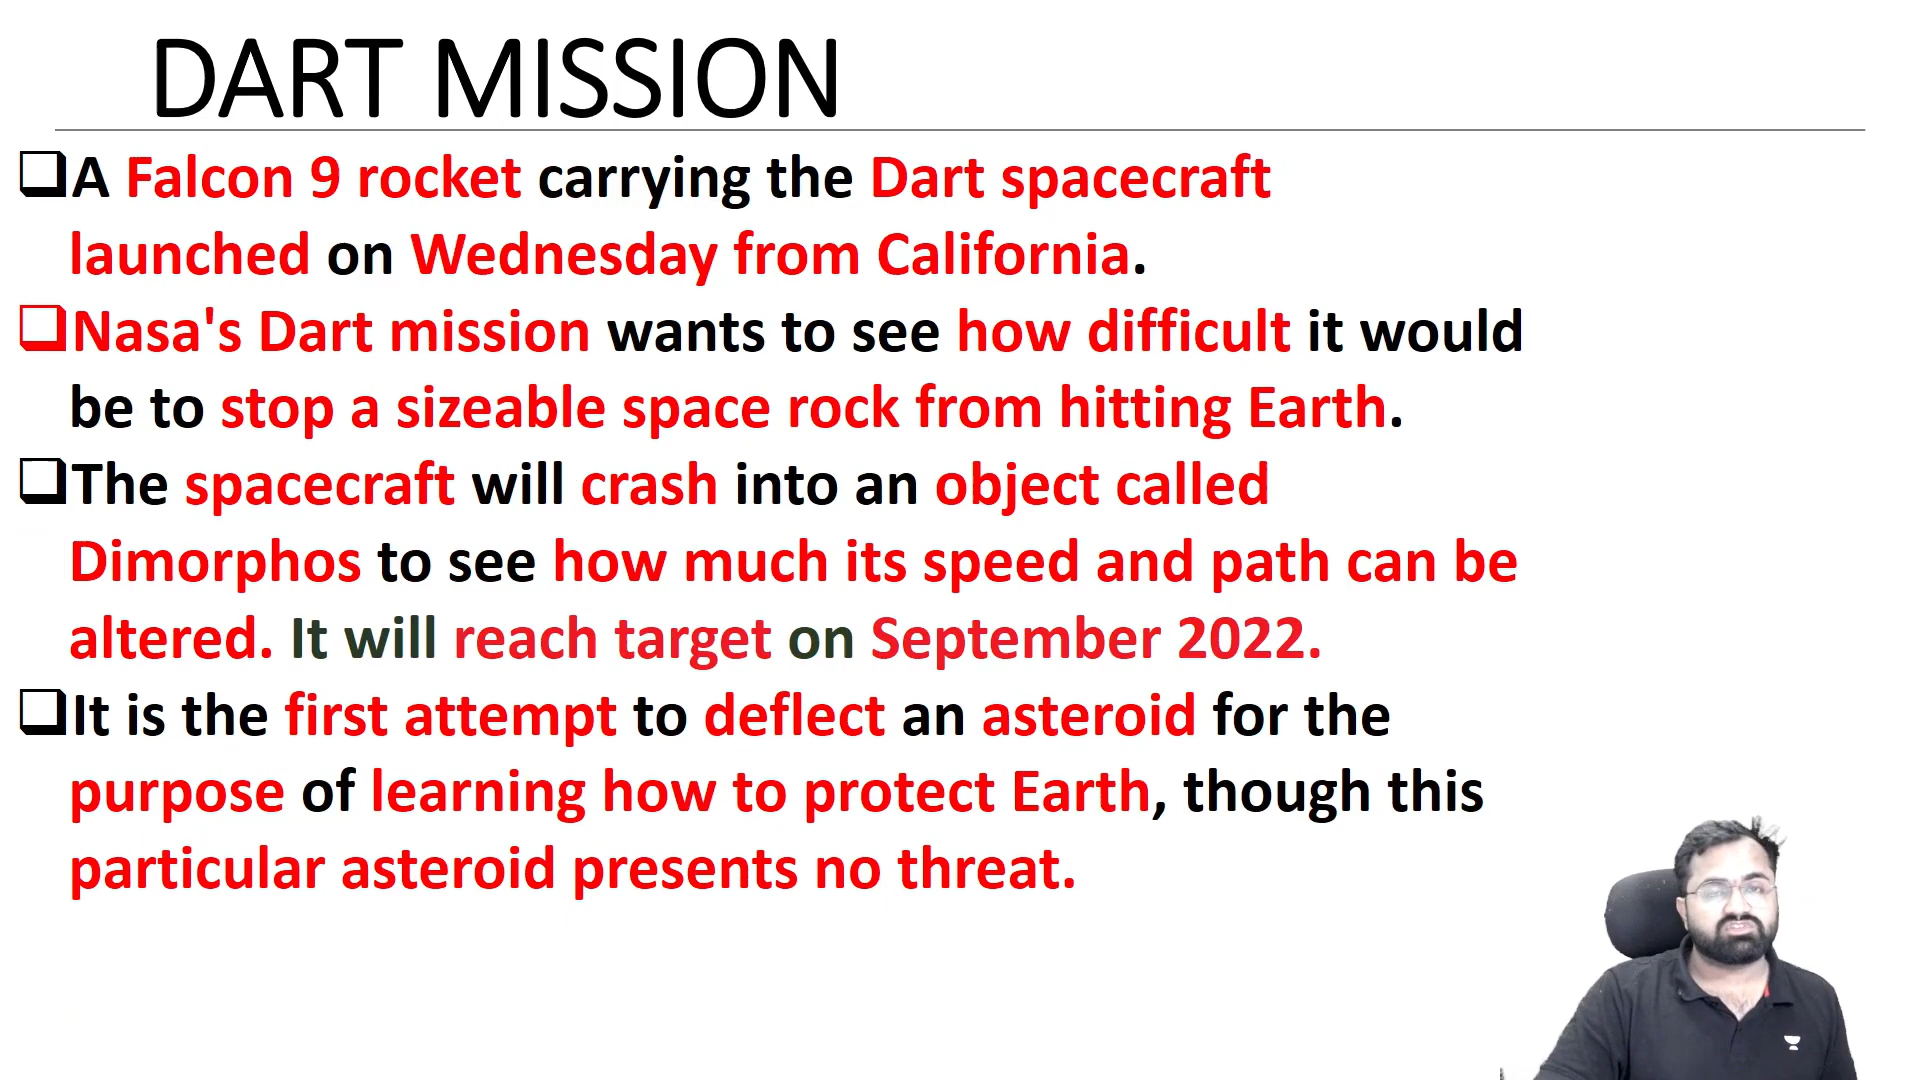 DART MISSION
A Falcon 9 rocket carrying the Dart spacecraft
launched on Wednesday from California.
Nasa's Dart mission wants to see how difficult it would
be to stop a sizeable space rock from hitting Earth.
The spacecraft will crash into an object called
Dimorphos to see how much its speed and path can be
altered. It will reach target on September 2022.
It is the first attempt to deflect an asteroid for the
purpose of learning how to protect Earth, though this
particular asteroid presents no threat.